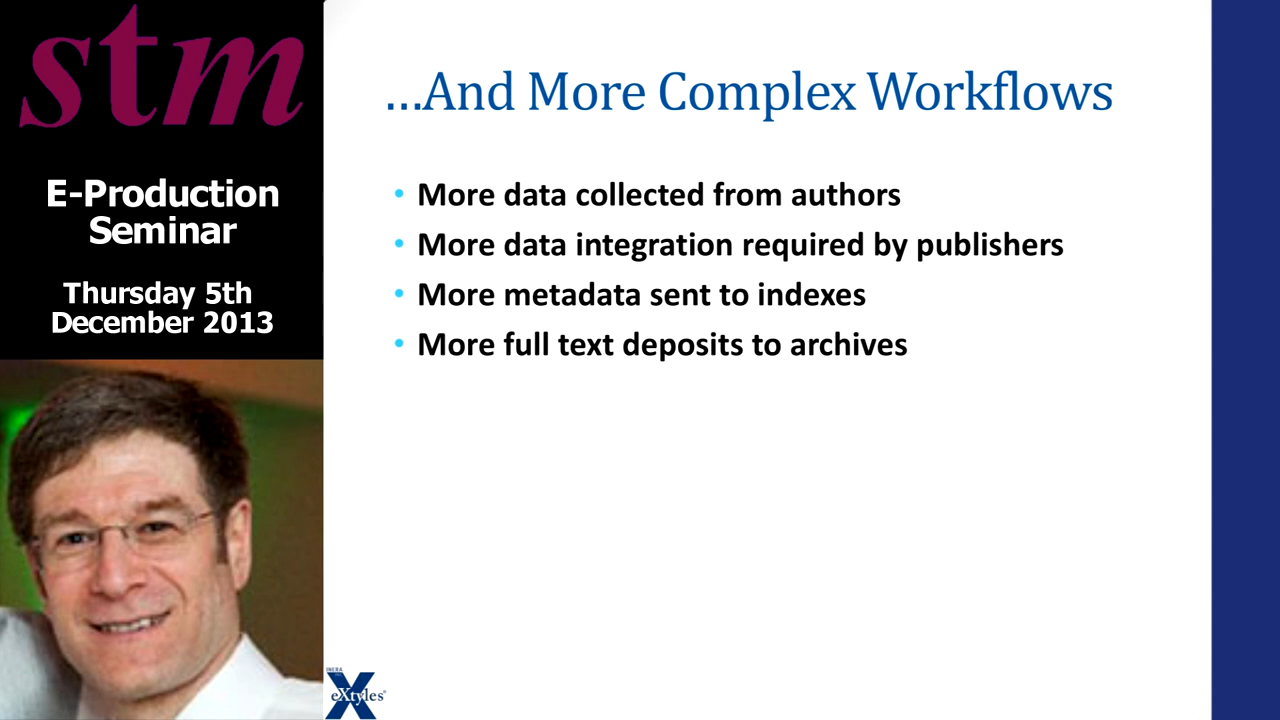 stm
E-Production
Seminar
Thursday 5th
December 2013
...And More Complex Workflows
• More data collected from authors
• More data integration required by publishers
• More metadata sent to indexes
• More full text deposits to archives
INERA
eXtyles®